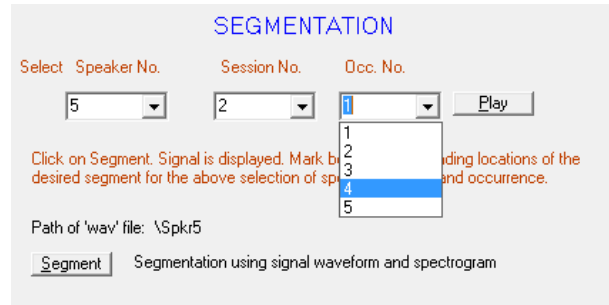 SEGMENTATION
Select Speaker No. Session No. Occ. No.
5 2 1 Play
1
2
3
4
5
Click on Segment. Signal is displayed. Mark nding locations of the
desired segment for the above selection of and occurrence.
Path of 'wav' file: \Spkr5
Segment Segmentation using signal waveform and spectrogram